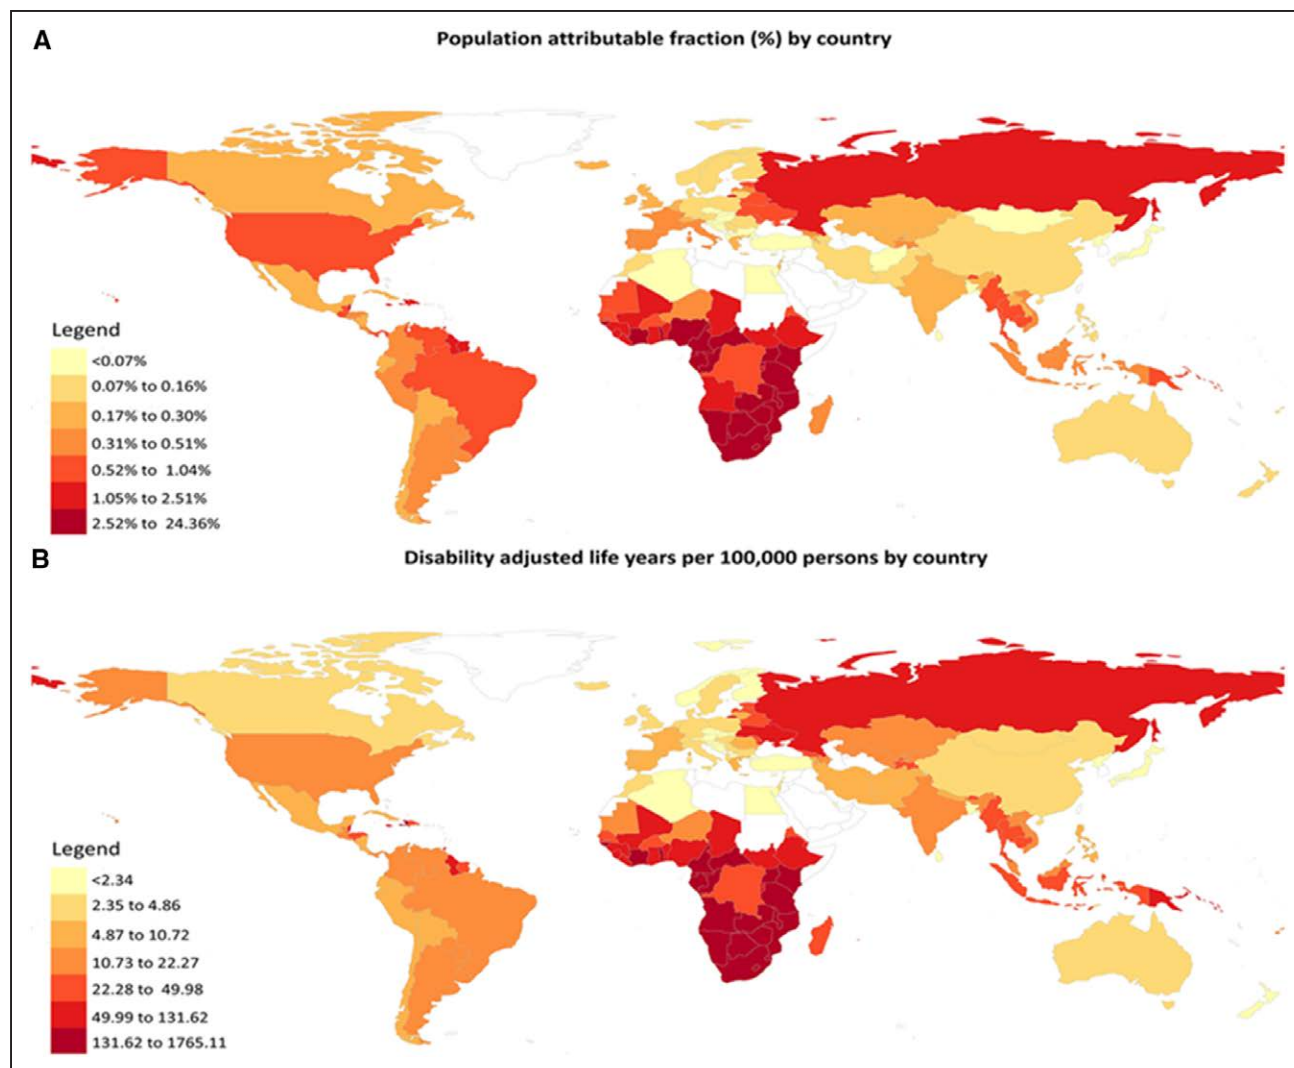 A
Population attributable fraction (%) by country
Legend
<0.07%
0.07% to 0.16%
0.17% to 0.30%
0.31% to 0.51%
0.52% to  1.04%
1.05% to 2.51%
2.52% to  24.36%
B
Disability adjusted life years per 100,000 persons by country
Legend
<2.34
2.35 to 4.86
4.87 to 10.72
10.73 to 22.27
22.28 to  49.98
49.99 to 131.62
131.62 to 1765.11